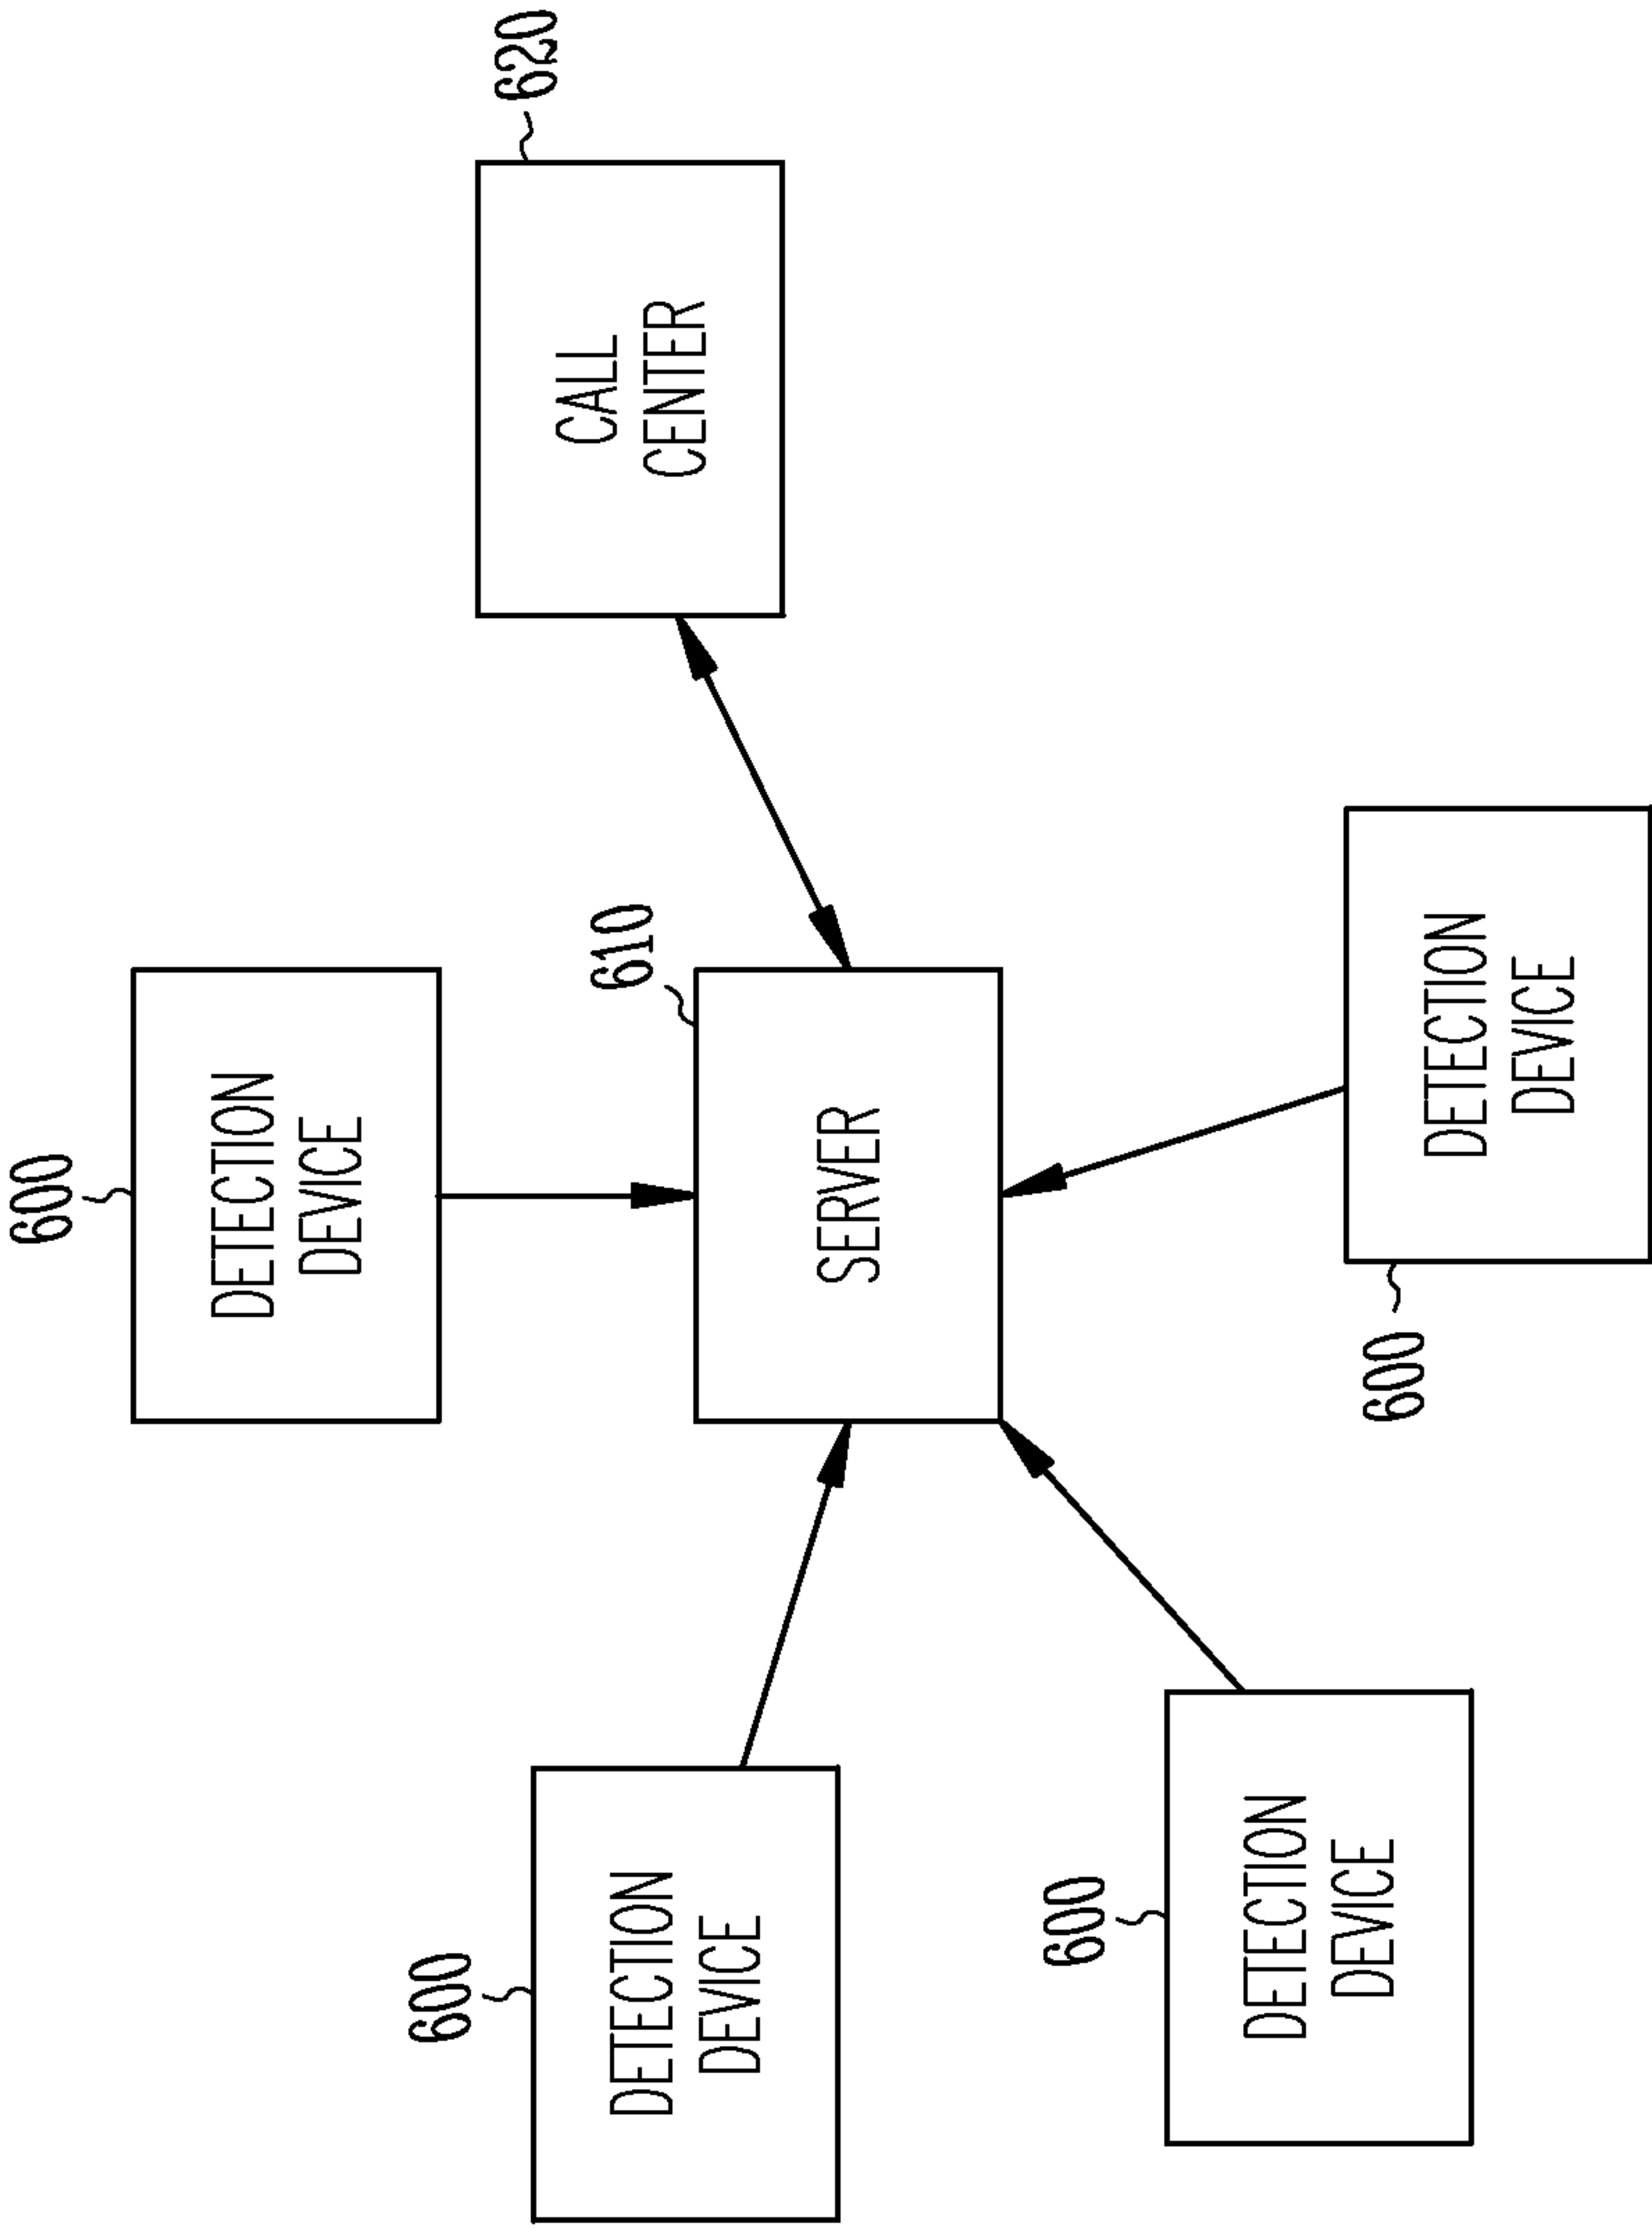 600
DETECTION
DEVICE
620
CALL
CENTER
600
DETECTION
DEVICE
610
SERVER
600
DETECTION
DEVICE
600
DETECTION
DEVICE